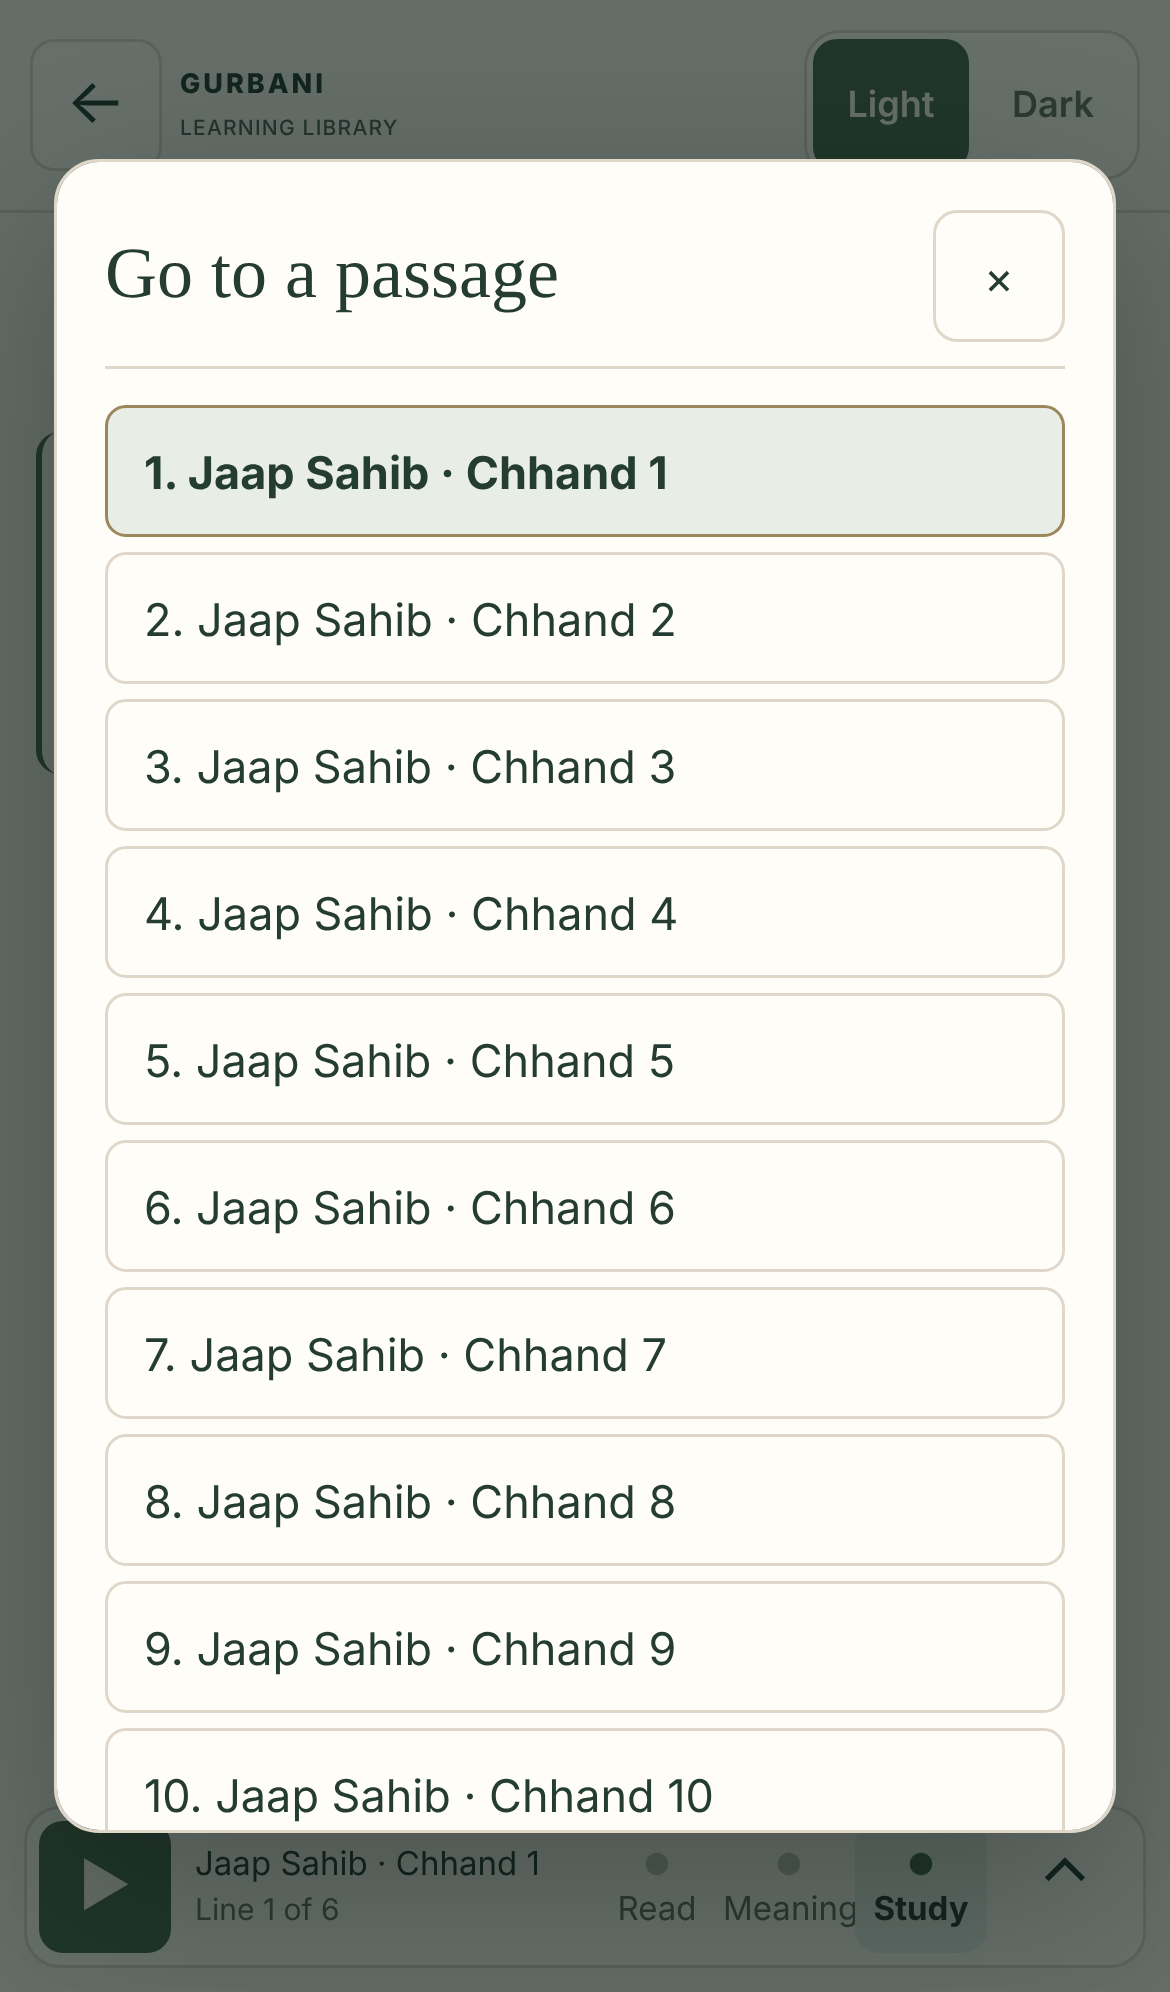 GURBANI
LEARNING LIBRARY
Light
Dark
Go to a passage
×
1. Jaap Sahib · Chhand 1
2. Jaap Sahib · Chhand 2
3. Jaap Sahib · Chhand 3
4. Jaap Sahib · Chhand 4
5. Jaap Sahib · Chhand 5
6. Jaap Sahib · Chhand 6
7. Jaap Sahib · Chhand 7
8. Jaap Sahib · Chhand 8
9. Jaap Sahib · Chhand 9
10. Jaap Sahib · Chhand 10
Jaap Sahib · Chhand 1
Line 1 of 6
Read
Meaning
Study